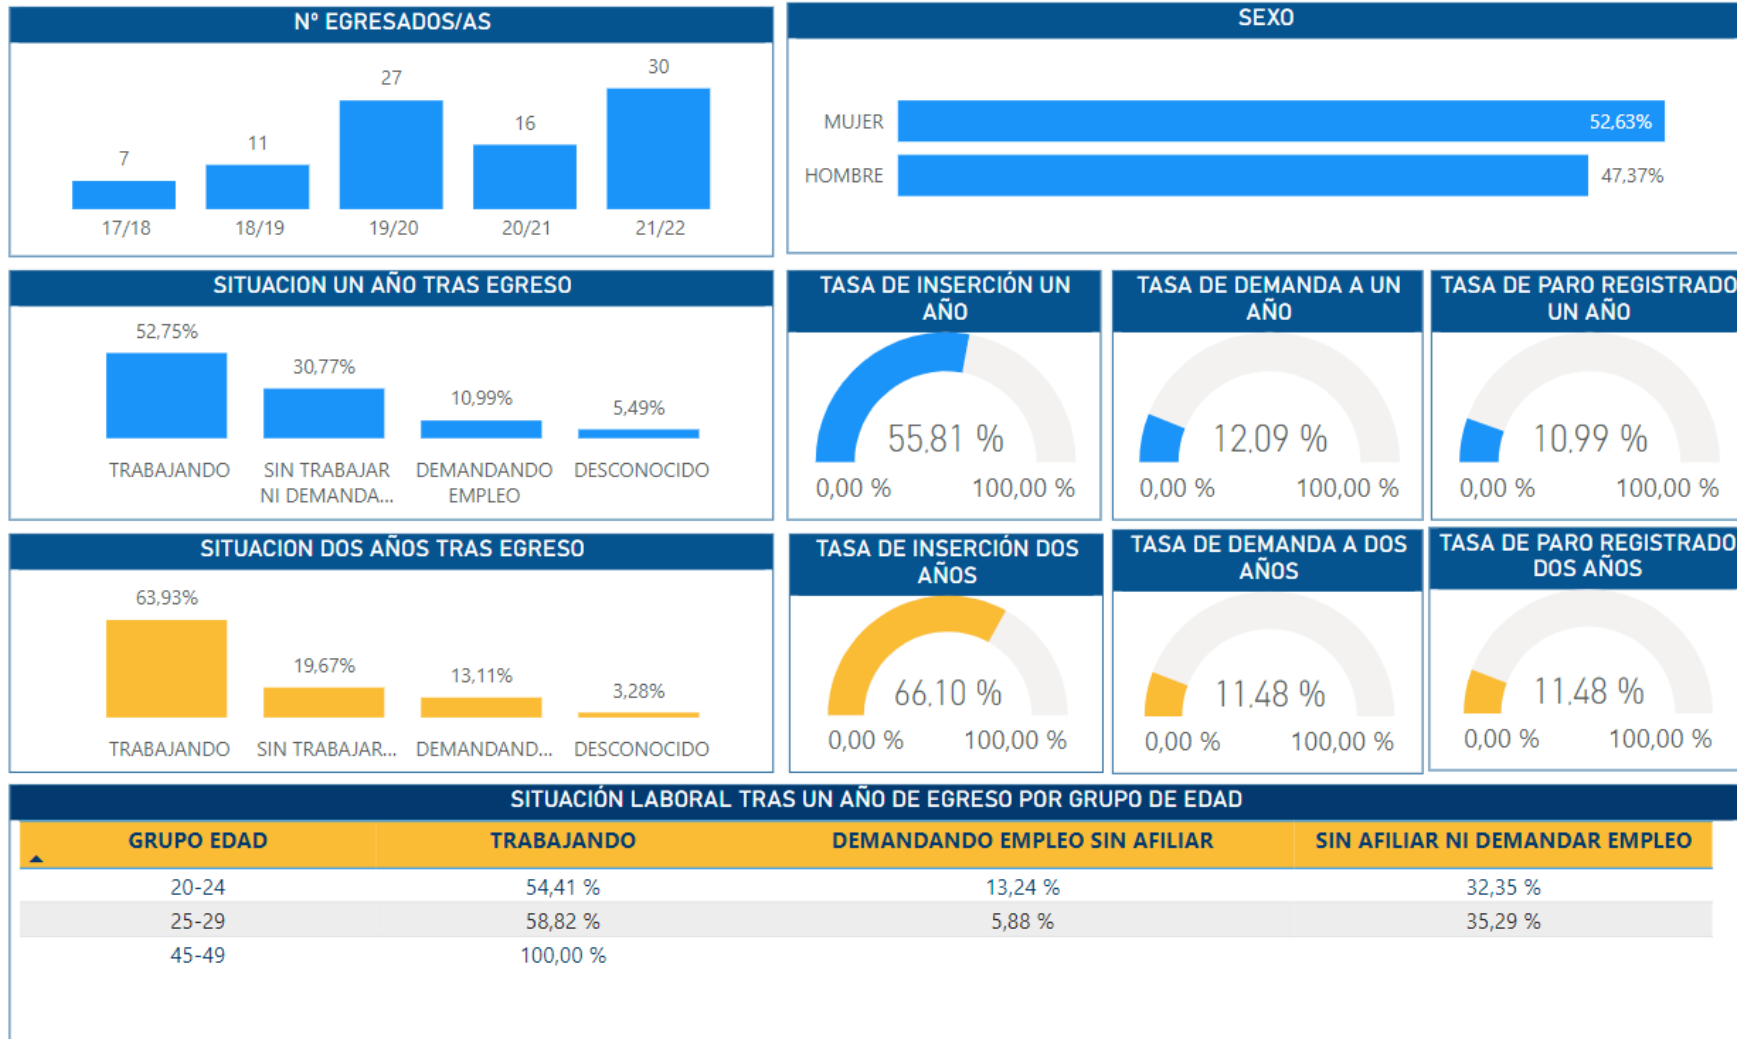 Nº EGRESADOS/AS
7
11
27
16
30
17/18
18/19
19/20
20/21
21/22
SEXO
MUJER
52,63%
HOMBRE
47,37%
SITUACION UN AÑO TRAS EGRESO
52,75%
30,77%
10,99%
5,49%
TRABAJANDO
SIN TRABAJAR
NI DEMANDA...
DEMANDANDO
EMPLEO
DESCONOCIDO
TASA DE INSERCIÓN UN
AÑO
55,81 %
0,00 %
100,00 %
TASA DE DEMANDA A UN
AÑO
12,09 %
0,00 %
100,00 %
TASA DE PARO REGISTRADO
UN AÑO
10,99 %
0,00 %
100,00 %
SITUACION DOS AÑOS TRAS EGRESO
63,93%
19,67%
13,11%
3,28%
TRABAJANDO
SIN TRABAJAR...
DEMANDAND...
DESCONOCIDO
TASA DE INSERCIÓN DOS
AÑOS
66,10 %
0,00 %
100,00 %
TASA DE DEMANDA A DOS
AÑOS
11,48 %
0,00 %
100,00 %
TASA DE PARO REGISTRADO
DOS AÑOS
11,48 %
0,00 %
100,00 %
SITUACIÓN LABORAL TRAS UN AÑO DE EGRESO POR GRUPO DE EDAD
GRUPO EDAD TRABAJANDO DEMANDANDO EMPLEO SIN AFILIAR SIN AFILIAR NI DEMANDAR EMPLEO
20-24 54,41 % 13,24 % 32,35 %
25-29 58,82 % 5,88 % 35,29 %
45-49 100,00 %